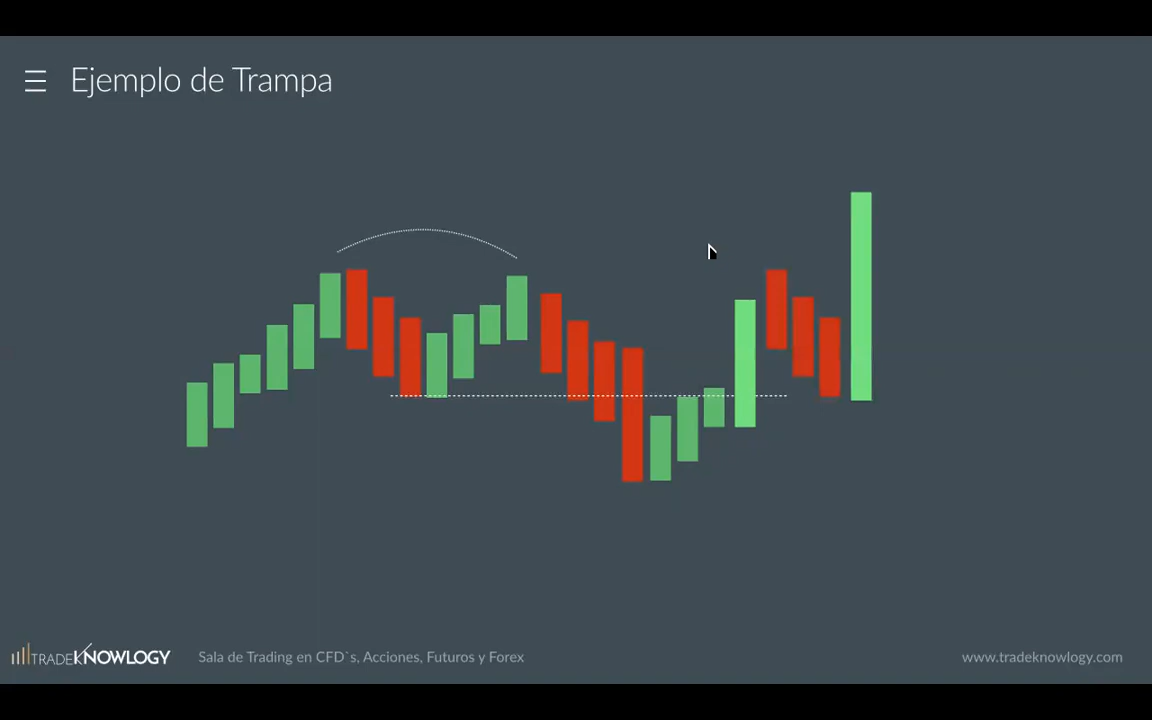 Ejemplo de Trampa
TRADEKNOWLOGY
Sala de Trading en CFD`s, Acciones, Futuros y Forex
www.tradeknowlogy.com